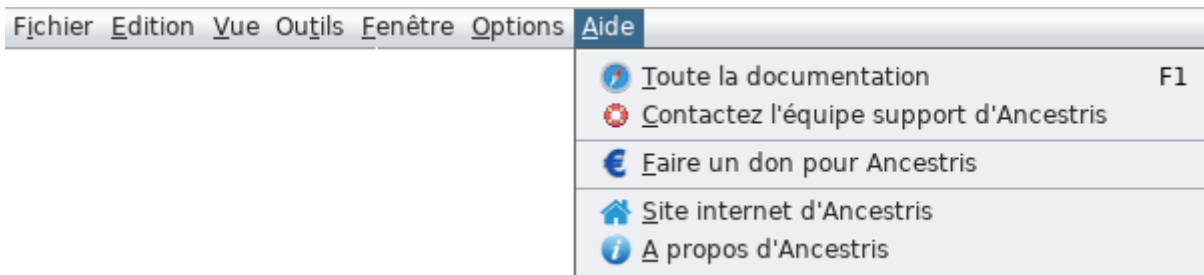 Fichier Edition Vue Outils Fenêtre Options Aide
Toute la documentation F1
Contactez l'équipe support d'Ancestris
Faire un don pour Ancestris
Site internet d'Ancestris
A propos d'Ancestris